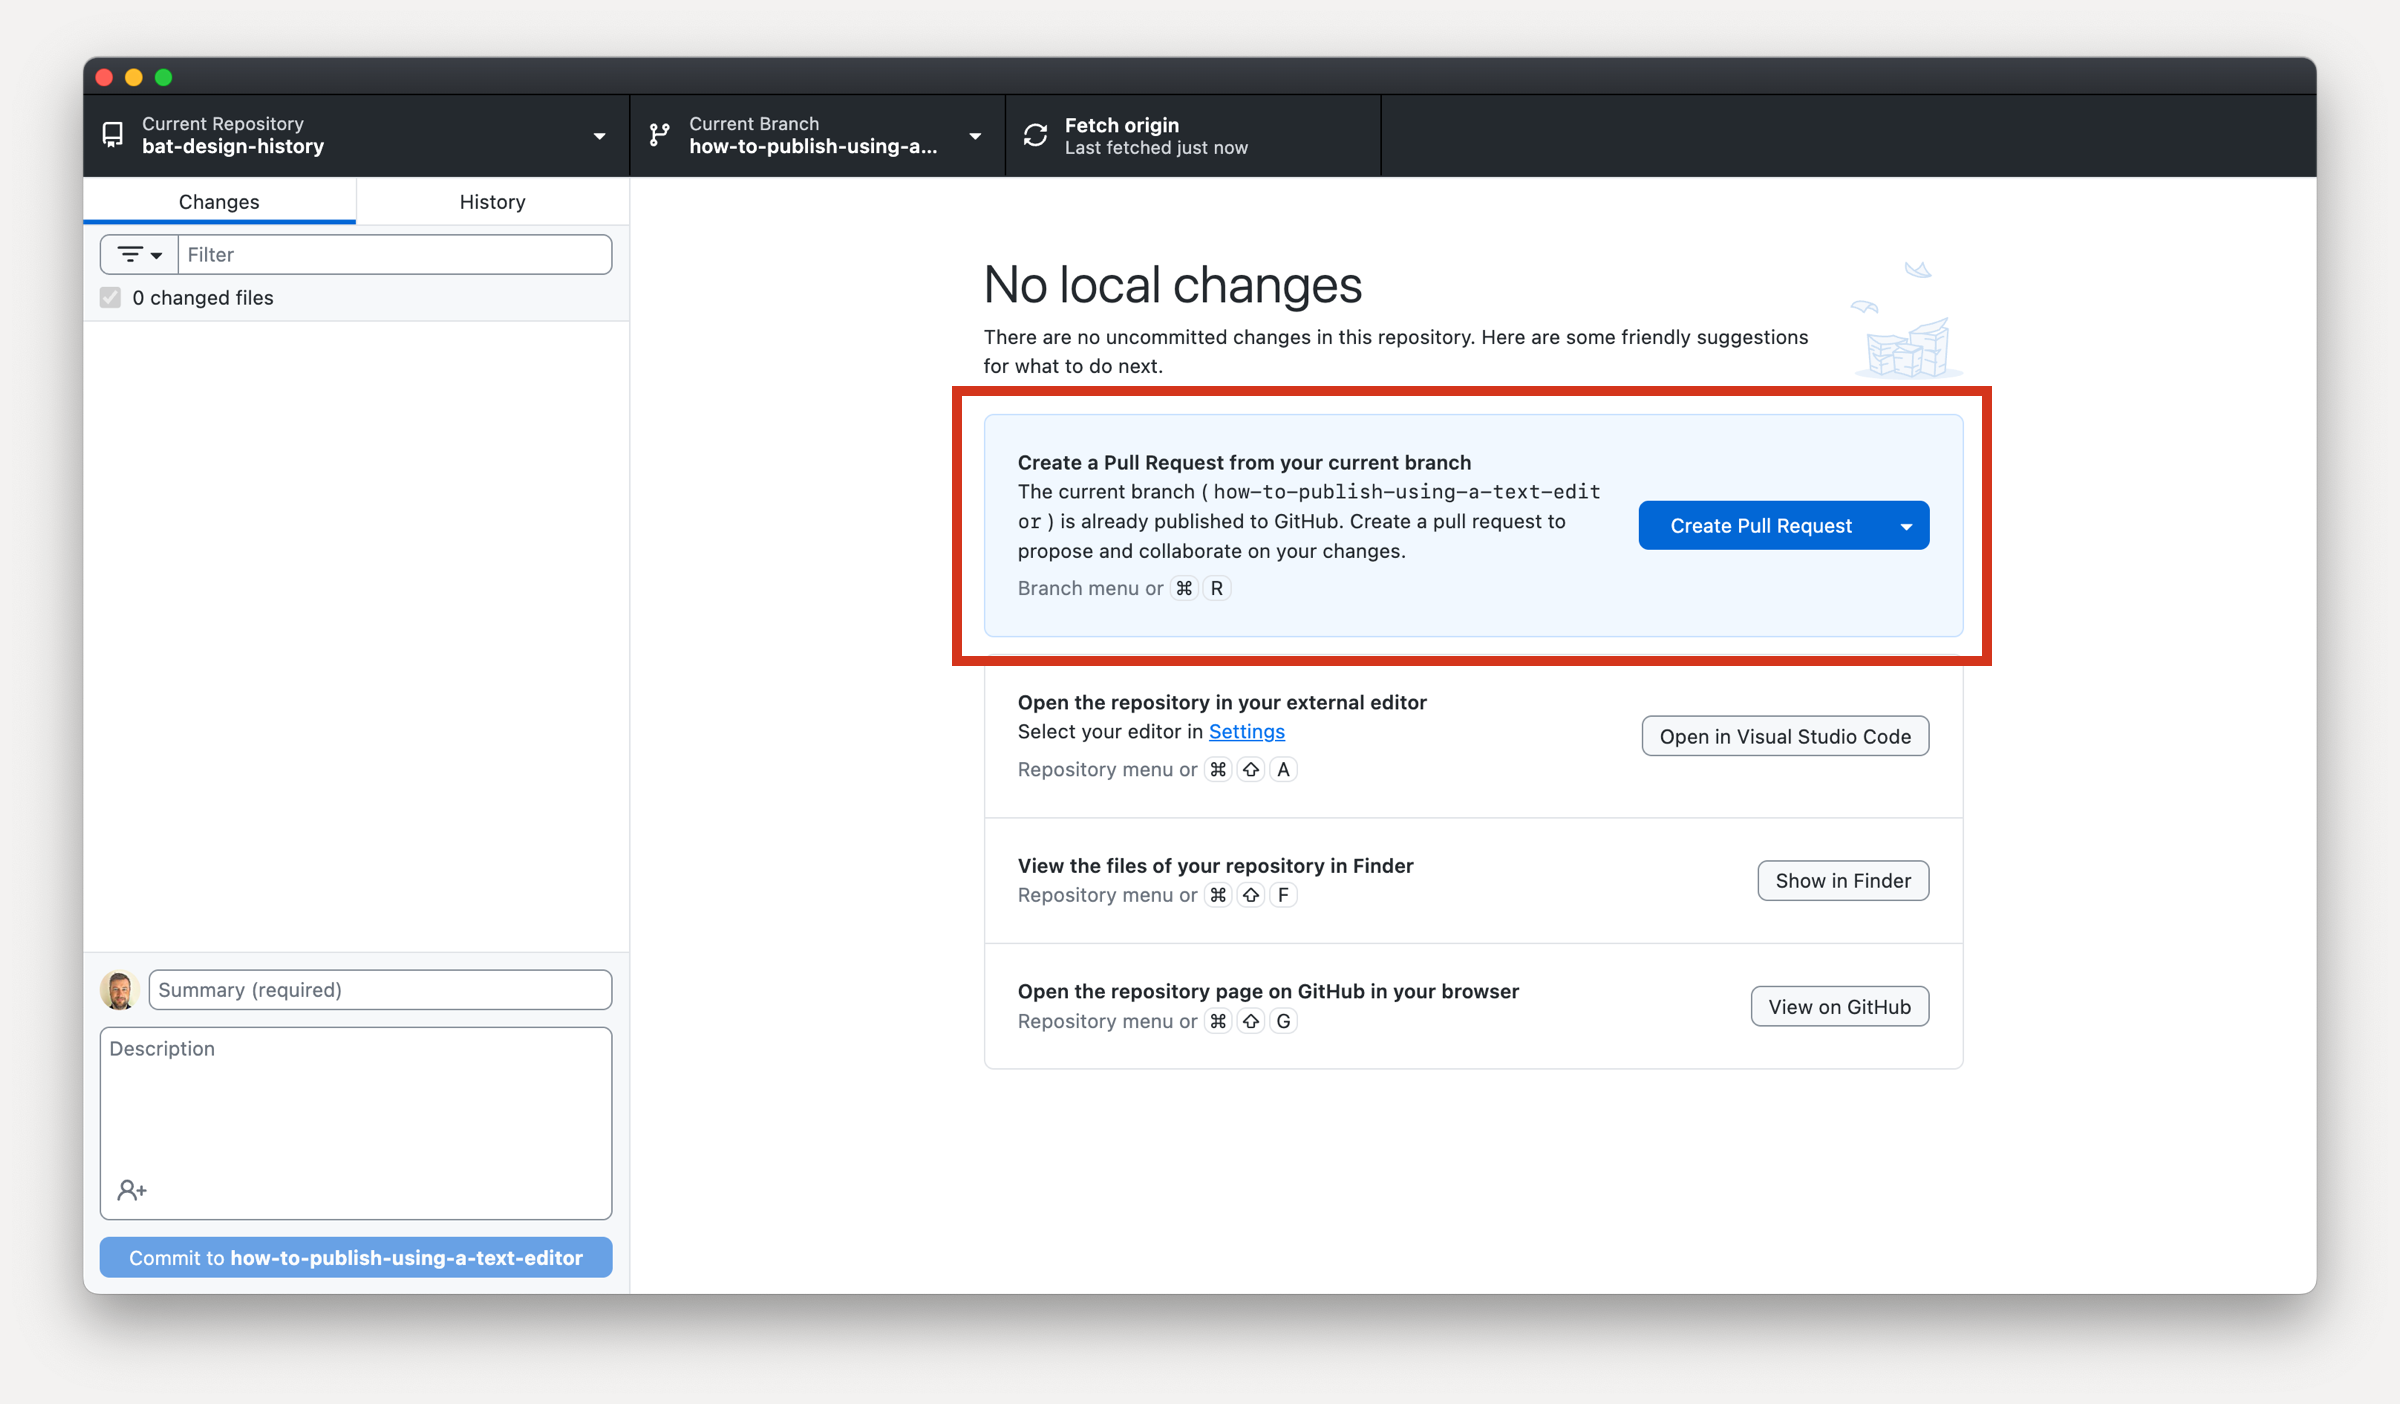 Current Repository
bat-design-history
Current Branch
how-to-publish-using-a...
Fetch origin
Last fetched just now
Changes
History
Filter
0 changed files
No local changes
There are no uncommitted changes in this repository. Here are some friendly suggestions
for what to do next.
Create a Pull Request from your current branch
The current branch ( how-to-publish-using-a-text-edit
or ) is already published to GitHub. Create a pull request to
propose and collaborate on your changes.
Branch menu or ⌘ R
Create Pull Request
Open the repository in your external editor
Select your editor in Settings
Repository menu or ⌘ ⇧ A
Open in Visual Studio Code
View the files of your repository in Finder
Repository menu or ⌘ ⇧ F
Show in Finder
Open the repository page on GitHub in your browser
Repository menu or ⌘ ⇧ G
View on GitHub
Summary (required)
Description
Commit to how-to-publish-using-a-text-editor